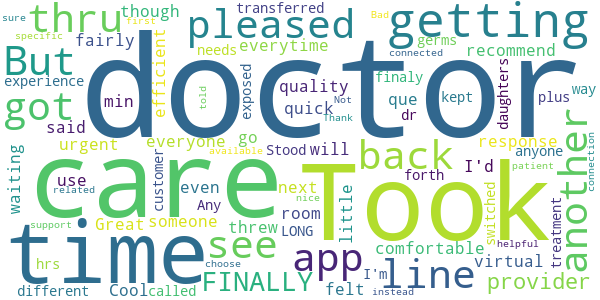 sure first thru though transferred pleased getting Bad connected
specific everytime fairly germs recommend
But experience efficient needs exposed finaly kept Not daughters way
got doctor min quality quick que dr plus Thank told
said everyone go response anyone
urgent available
Waiting care Took back I'd another connection
use customer Stood will forth switched treatment patient
even someone next little comfortable
time see room app line virtual provider
hrs related Great Any threw LONG nice felt I'm helpful
different support Cool called FINALLY choose instead